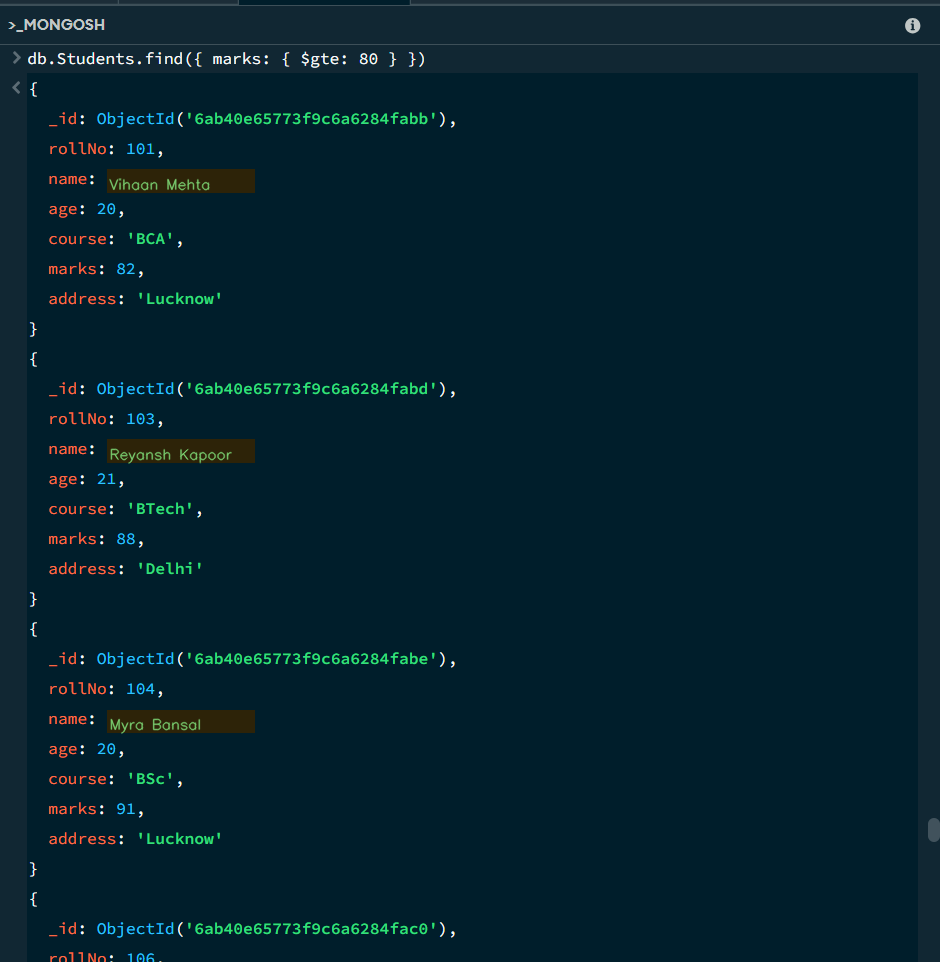 >_MONGOSH
> db.Students.find({ marks: { $gte: 80 } })
< {
_id: ObjectId('6ab40e65773f9c6a6284fabb'),
rollNo: 101,
name: Vihaan Mehta
age: 20,
course: 'BCA',
marks: 82,
address: 'Lucknow'
}
{
_id: ObjectId('6ab40e65773f9c6a6284fabd'),
rollNo: 103,
name: Reyansh Kapoor
age: 21,
course: 'BTech',
marks: 88,
address: 'Delhi'
}
{
_id: ObjectId('6ab40e65773f9c6a6284fabe'),
rollNo: 104,
name: Myra Bansal
age: 20,
course: 'BSc',
marks: 91,
address: 'Lucknow'
}
{
_id: ObjectId('6ab40e65773f9c6a6284fac0'),
rollNo: 106,